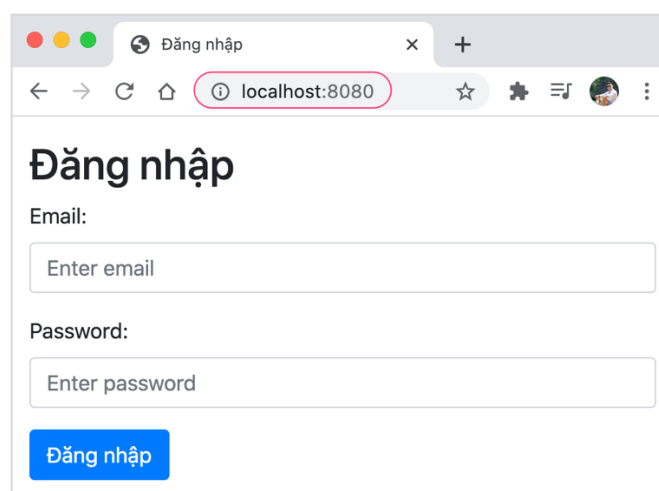 Đăng nhập
localhost:8080
Đăng nhập
Email:
Enter email
Password:
Enter password
Đăng nhập